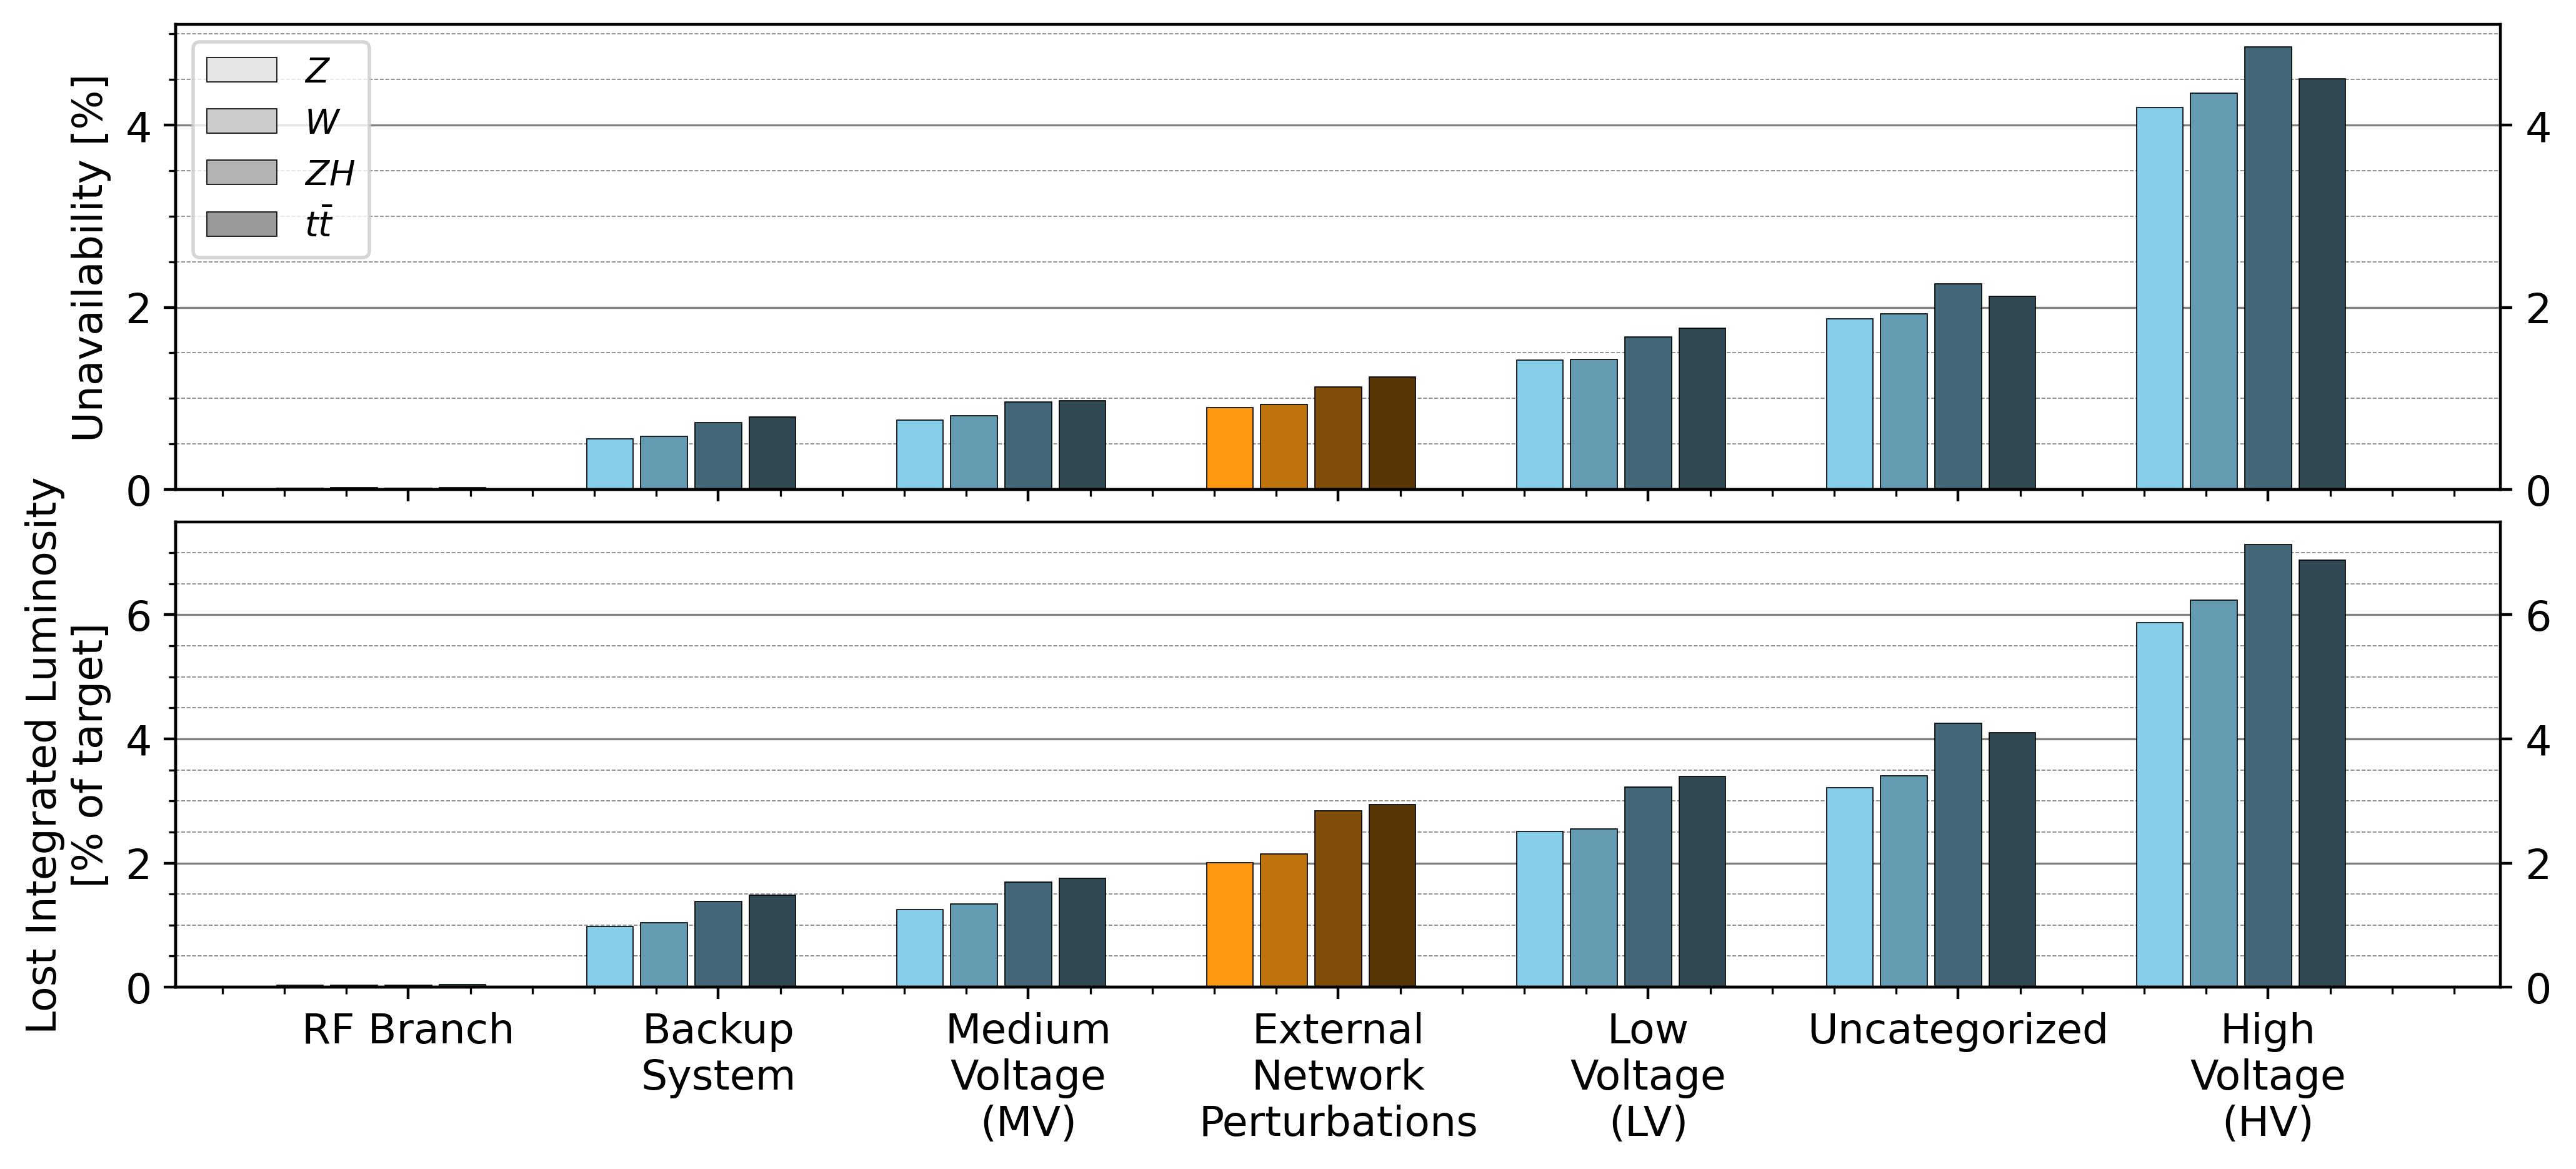 Unavailability [%]
4
2
0
Z
W
ZH
tt̄
4
2
0
Lost Integrated Luminosity
[% of target]
6
4
2
0
6
4
2
0
RF Branch
Backup
System
Medium
Voltage
(MV)
External
Network
Perturbations
Low
Voltage
(LV)
Uncategorized
High
Voltage
(HV)